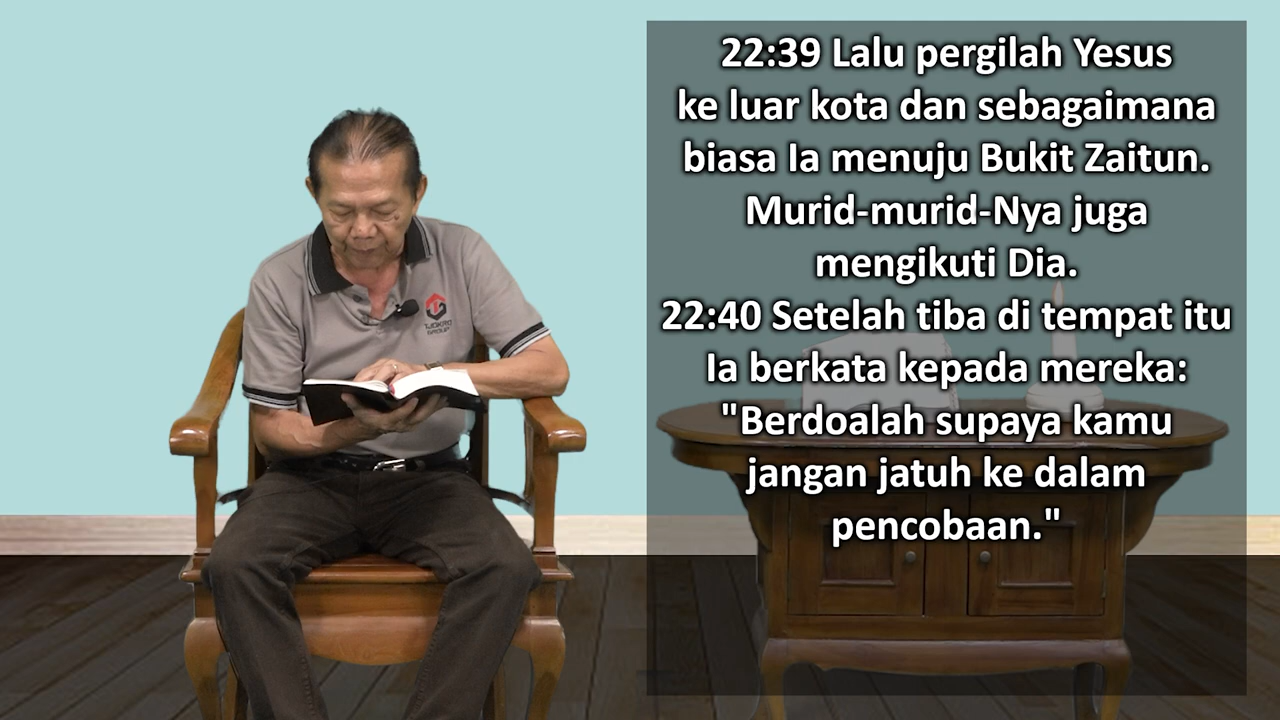 22:39 Lalu pergilah Yesus
ke luar kota dan sebagaimana
biasa Ia menuju Bukit Zaitun.
Murid-murid-Nya juga
mengikuti Dia.
22:40 Setelah tiba di tempat itu
Ia berkata kepada mereka:
"Berdoalah supaya kamu
jangan jatuh ke dalam
pencobaan."
TJOKRO
GROUP